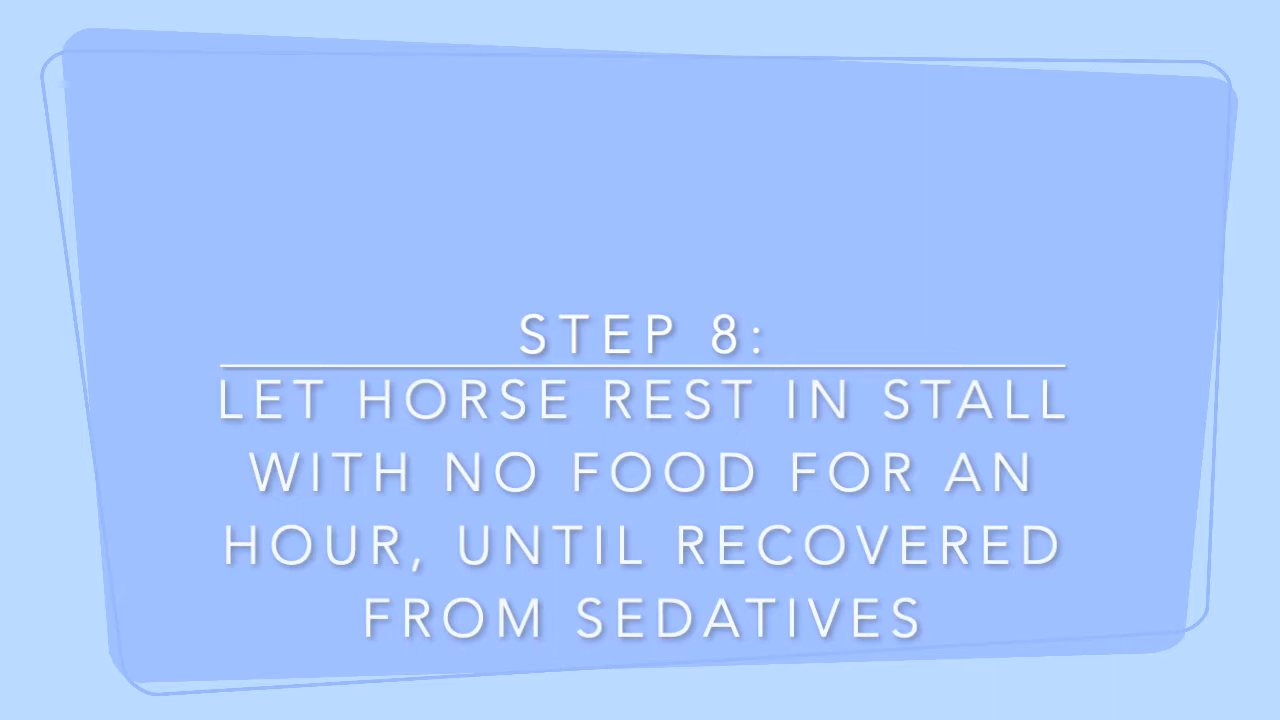 STEP 8:
LET HORSE REST IN STALL
WITH NO FOOD FOR AN
HOUR, UNTIL RECOVERED
FROM SEDATIVES